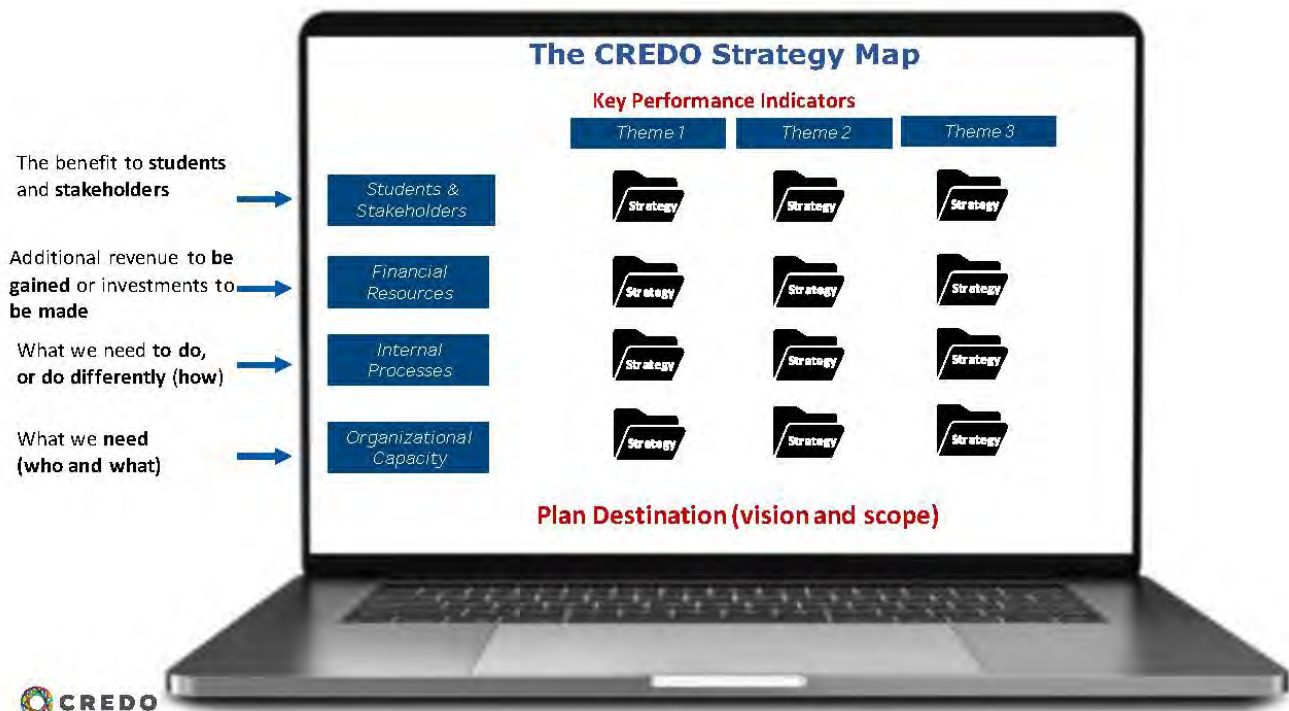 The CREDO Strategy Map
Key Performance Indicators
Theme 1
Theme 2
Theme 3
The benefit to students
and stakeholders
Students &
Stakeholders
Strategy
Strategy
Strategy
Additional revenue to be
gained or investments to
be made
Financial
Resources
Strategy
Strategy
Strategy
What we need to do,
or do differently (how)
Internal
Processes
Strategy
Strategy
Strategy
What we need
(who and what)
Organizational
Capacity
Strategy
Strategy
Strategy
Plan Destination (vision and scope)
CREDO